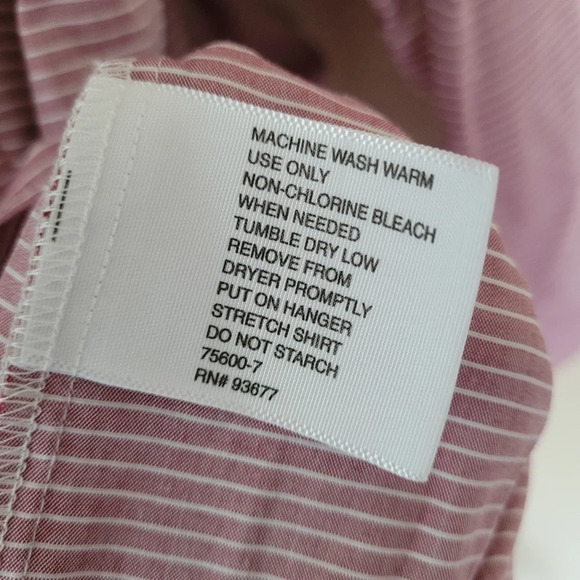 MACHINE WASH WARM
USE ONLY
NON-CHLORINE BLEACH
WHEN NEEDED
TUMBLE DRY LOW
REMOVE FROM
DRYER PROMPTLY
PUT ON HANGER
STRETCH SHIRT
DO NOT STARCH
75600-7
RN# 93677